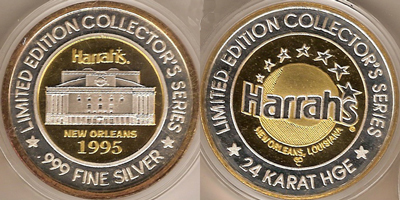 LIMITED EDITION COLLECTOR'S SERIES
Harrah's
NEW ORLEANS
1995
.999 FINE SILVER
LIMITED EDITION COLLECTOR'S SERIES
Harrah's
NEW ORLEANS, LOUISIANA
24 KARAT HGE